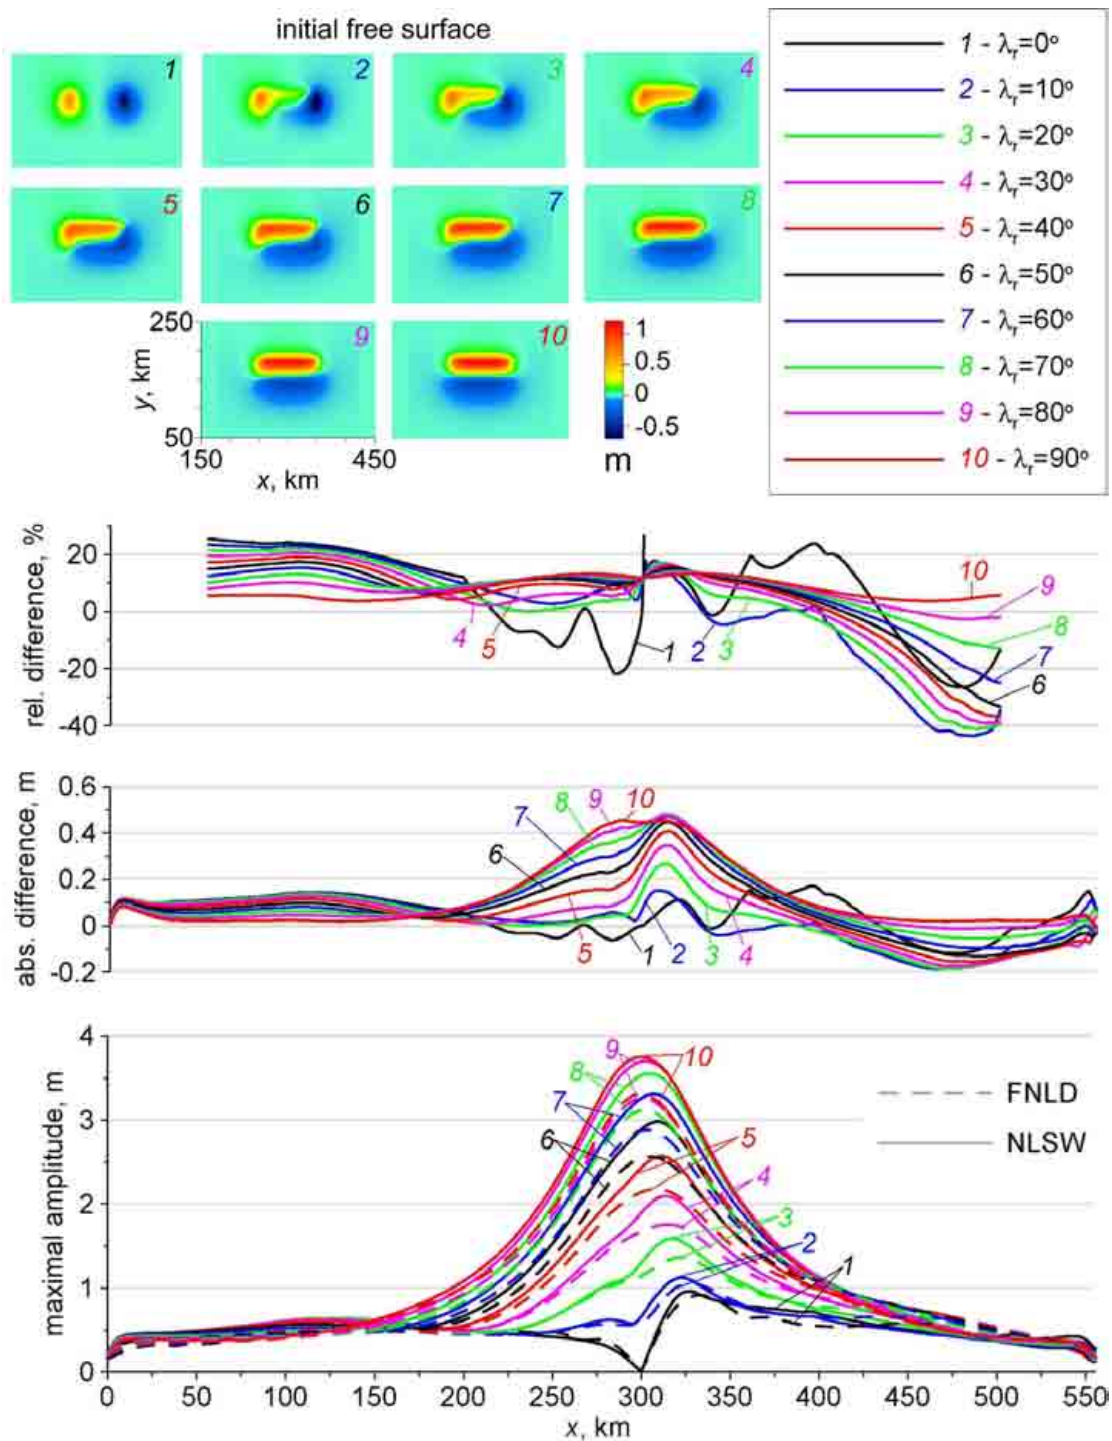 initial free surface
1
2
3
4
5
6
7
8
9
10
250
50
y, km
150
450
x, km
1
0.5
0
-0.5
m
1 - λr=0°
2 - λr=10°
3 - λr=20°
4 - λr=30°
5 - λr=40°
6 - λr=50°
7 - λr=60°
8 - λr=70°
9 - λr=80°
10 - λr=90°
rel. difference, %
20
0
-20
-40
4
5
1
2
3
10
9
8
7
6
abs. difference, m
0.6
0.4
0.2
0
-0.2
6
7
8
9
10
5
1
2
3
4
maximal amplitude, m
4
3
2
1
0
9
10
8
7
6
5
4
3
2
1
FNLD
NLSW
0 50 100 150 200 250 300 350 400 450 500 550
x, km